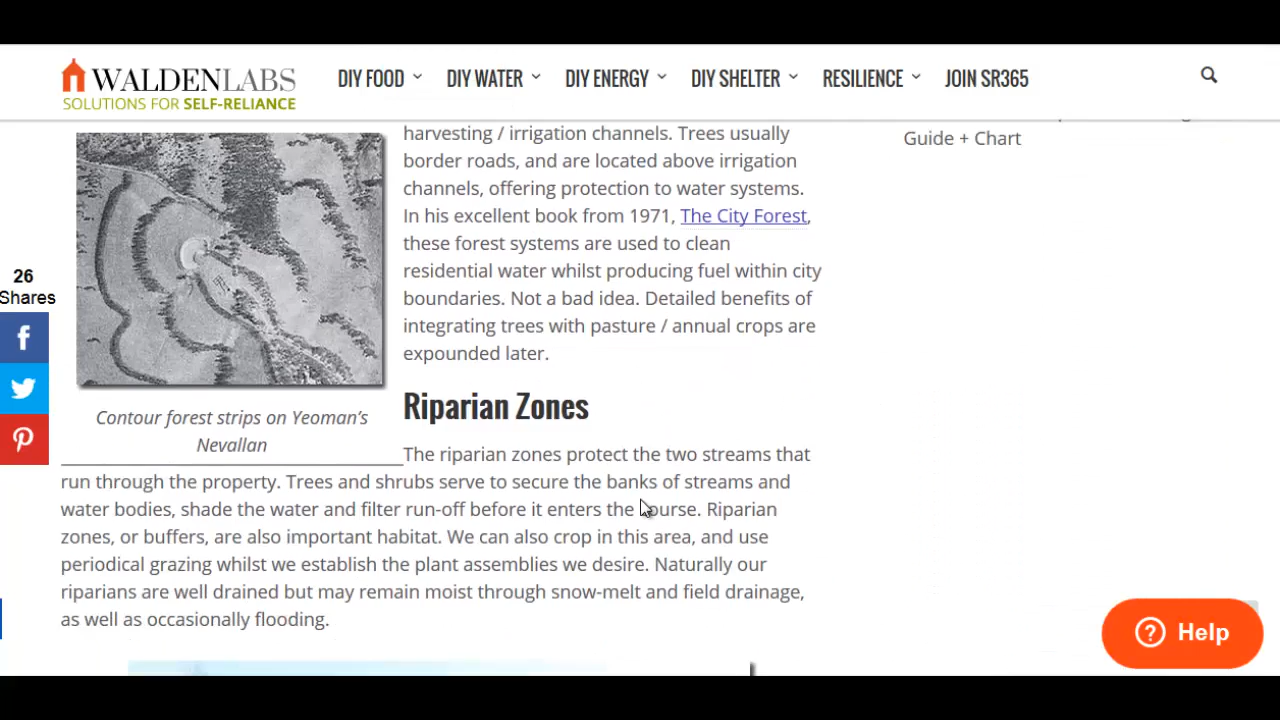 WALDENLABS
SOLUTIONS FOR SELF-RELIANCE
DIY FOOD
DIY WATER
DIY ENERGY
DIY SHELTER
RESILIENCE
JOIN SR365
harvesting / irrigation channels. Trees usually
border roads, and are located above irrigation
channels, offering protection to water systems.
In his excellent book from 1971, The City Forest,
these forest systems are used to clean
residential water whilst producing fuel within city
boundaries. Not a bad idea. Detailed benefits of
integrating trees with pasture / annual crops are
expounded later.
Contour forest strips on Yeoman's
Nevallan
Riparian Zones
The riparian zones protect the two streams that
run through the property. Trees and shrubs serve to secure the banks of streams and
water bodies, shade the water and filter run-off before it enters the course. Riparian
zones, or buffers, are also important habitat. We can also crop in this area, and use
periodical grazing whilst we establish the plant assemblies we desire. Naturally our
riparians are well drained but may remain moist through snow-melt and field drainage,
as well as occasionally flooding.
Guide + Chart
26
Shares
Help